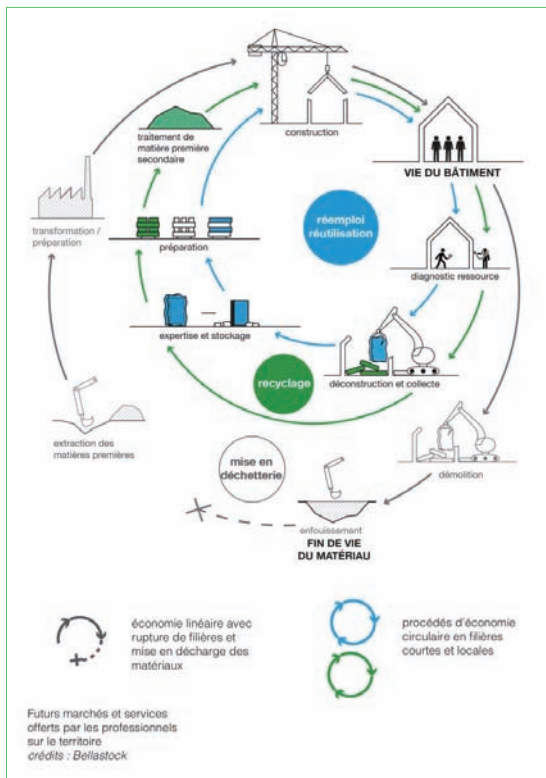 construction
traitement de
matière première
secondaire
VIE DU BÂTIMENT
transformation /
préparation
réemploi
réutilisation
préparation
diagnostic ressource
expertise et stockage
recyclage
déconstruction et collecte
extraction des
matières premières
mise en
déchetterie
démolition
enfouissement
FIN DE VIE
DU MATÉRIAU
économie linéaire avec
rupture de filières et
mise en décharge des
matériaux
procédés d'économie
circulaire en filières
courtes et locales
Futurs marchés et services
offerts par les professionnels
sur le territoire
crédits : Bellastock